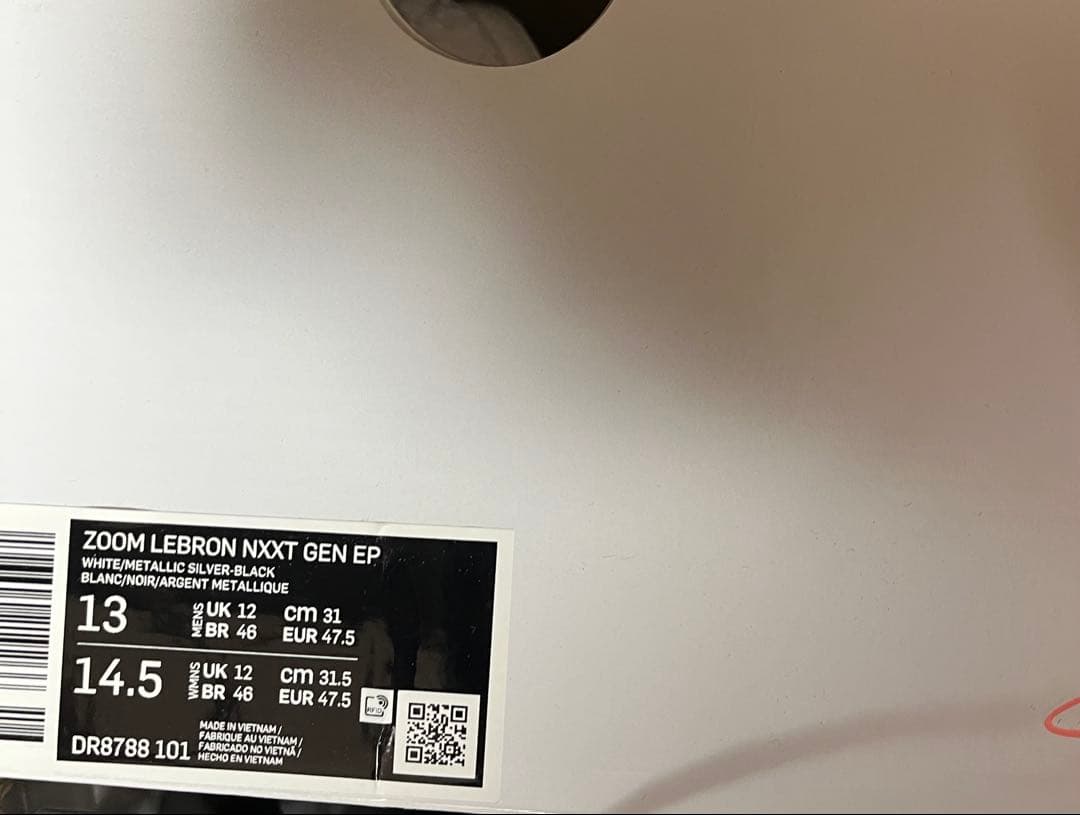 ZOOM LEBRON NXXT GEN EP
WHITE/METALLIC SILVER-BLACK
BLANC/NOIR/ARGENT METALLIQUE
13 MENS UK 12 cm 31
BR 46 EUR 47.5
14.5 WMNS UK 12 cm 31.5
BR 46 EUR 47.5
RFID
MADE IN VIETNAM /
FABRIQUE AU VIETNAM /
FABRICADO NO VIETNÃ /
HECHO EN VIETNAM
DR8788 101